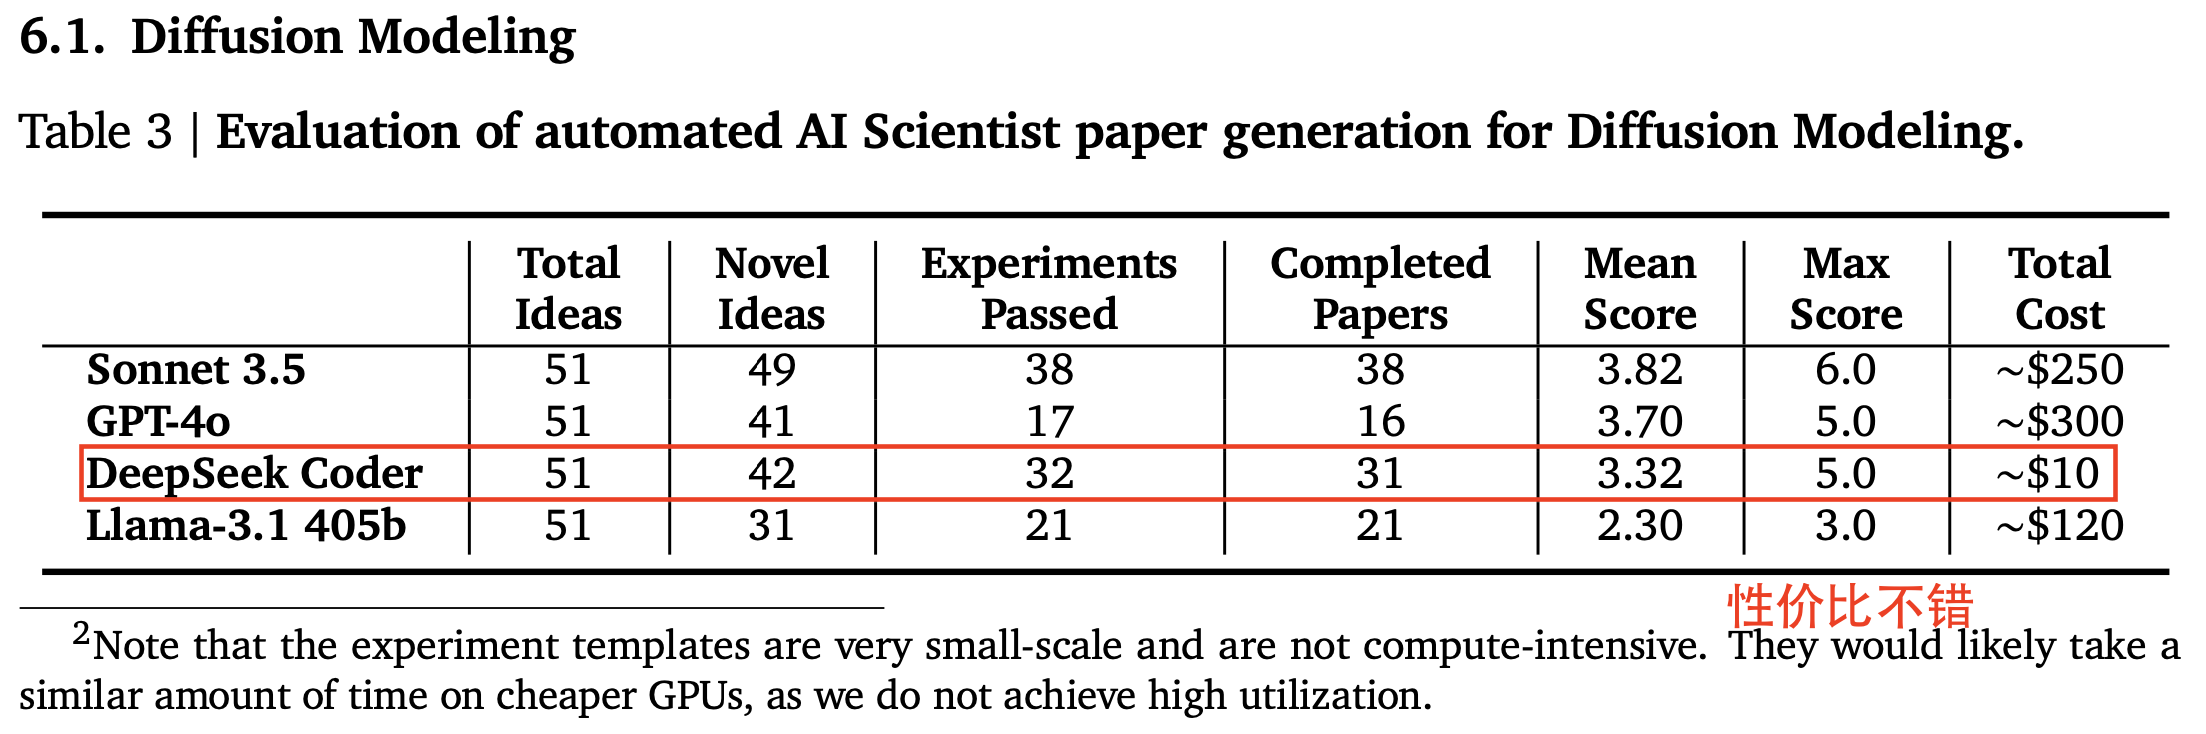 6.1. Diffusion Modeling
Table 3 | Evaluation of automated AI Scientist paper generation for Diffusion Modeling.
Total Ideas | Novel Ideas | Experiments Passed | Completed Papers | Mean Score | Max Score | Total Cost
Sonnet 3.5 | 51 | 49 | 38 | 38 | 3.82 | 6.0 | ~$250
GPT-4o | 51 | 41 | 17 | 16 | 3.70 | 5.0 | ~$300
DeepSeek Coder | 51 | 42 | 32 | 31 | 3.32 | 5.0 | ~$10
Llama-3.1 405b | 51 | 31 | 21 | 21 | 2.30 | 3.0 | ~$120
性价比不错
2Note that the experiment templates are very small-scale and are not compute-intensive. They would likely take a
similar amount of time on cheaper GPUs, as we do not achieve high utilization.